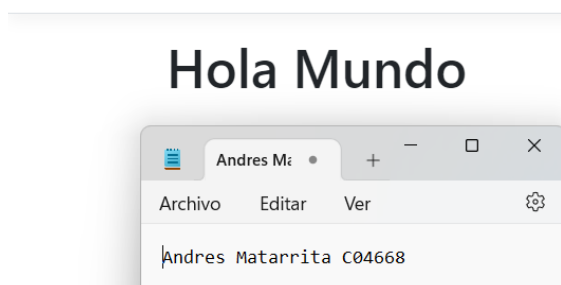 Hola Mundo
Andres Ma
Archivo Editar Ver
Andres Matarrita C04668